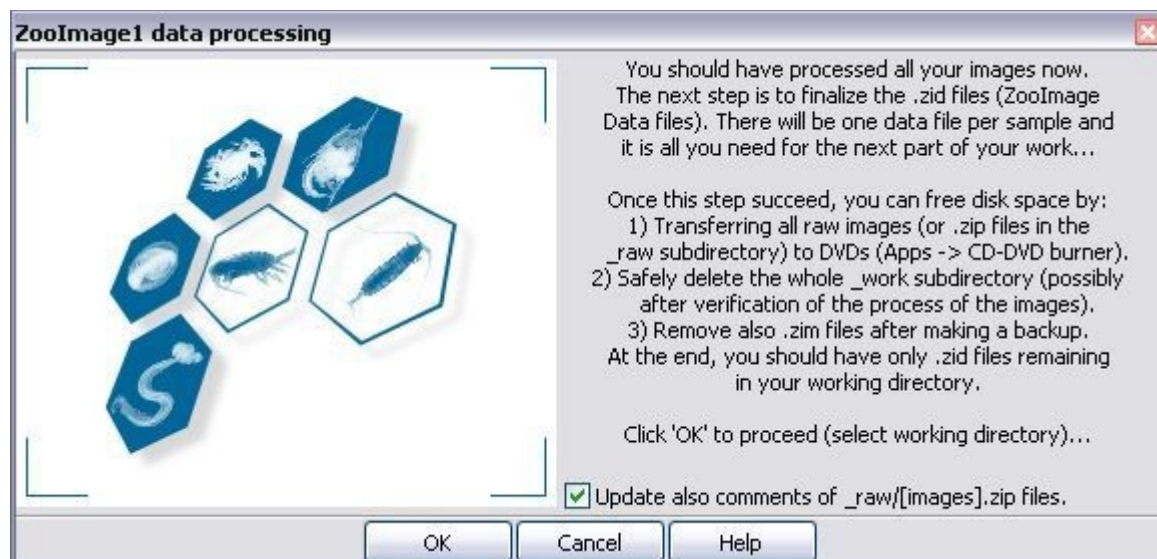 ZooImage1 data processing
You should have processed all your images now.
The next step is to finalize the .zid files (ZooImage
Data files). There will be one data file per sample and
it is all you need for the next part of your work...
Once this step succeed, you can free disk space by:
1) Transferring all raw images (or .zip files in the
_raw subdirectory) to DVDs (Apps -> CD-DVD burner).
2) Safely delete the whole _work subdirectory (possibly
after verification of the process of the images).
3) Remove also .zim files after making a backup.
At the end, you should have only .zid files remaining
in your working directory.
Click 'OK' to proceed (select working directory)...
Update also comments of _raw/[images].zip files.
OK Cancel Help